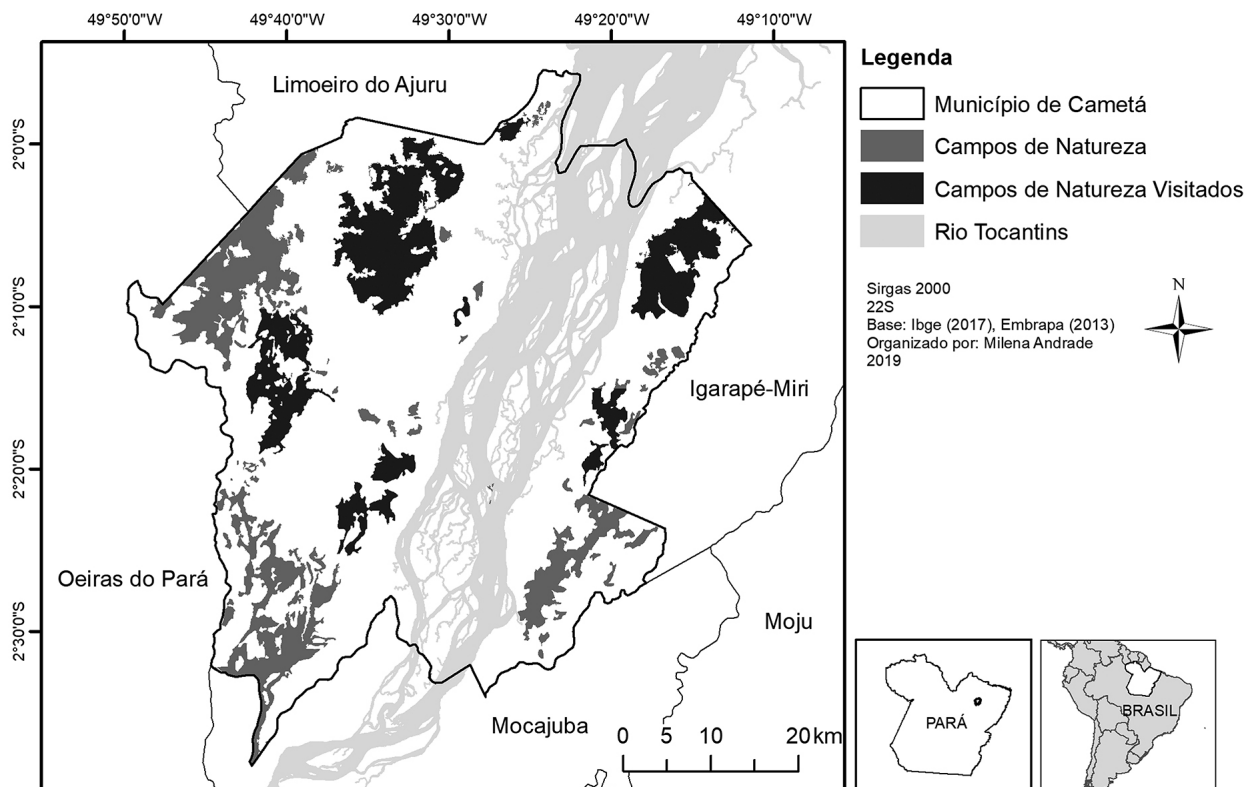 49°50"0"W 49°40"0"W 49°30"0"W 49°20"0"W 49°10"0"W
Limoeiro do Ajuru
2°0'0"S
2°10'0"S
2°20'0"S
2°30'0"S
Igarapé-Miri
Oeiras do Pará
Moju
Mocajuba
0 5 10 20 km
Legenda
Município de Cametá
Campos de Natureza
Campos de Natureza Visitados
Rio Tocantins
Sirgas 2000
22S
Base: Ibge (2017), Embrapa (2013)
Organizado por: Milena Andrade
2019
N
PARÁ
BRASIL